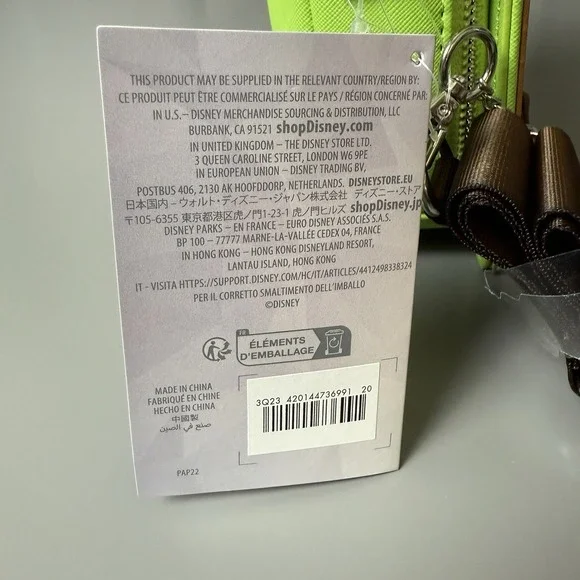 THIS PRODUCT MAY BE SUPPLIED IN THE RELEVANT COUNTRY/REGION BY:
CE PRODUIT PEUT ÊTRE COMMERCIALISÉ SUR LE PAYS / RÉGION CONCERNÉ PAR:
IN U.S.– DISNEY MERCHANDISE SOURCING & DISTRIBUTION, LLC
BURBANK, CA 91521 shopDisney.com
IN UNITED KINGDOM – THE DISNEY STORE LTD.
3 QUEEN CAROLINE STREET, LONDON W6 9PE
IN EUROPEAN UNION – DISNEY TRADING, BV,
POSTBUS 406, 2130 AK HOOFDDORP, NETHERLANDS. DISNEYSTORE.EU
日本国内 – ウォルト・ディズニー・ジャパン株式会社 ディズニー・ストア
〒105-6355 東京都港区虎ノ門1-23-1 虎ノ門ヒルズ shopDisney.jp
DISNEY PARKS – EN FRANCE – EURO DISNEY ASSOCIÉS S.A.S.
BP 100 – 77777 MARNE-LA-VALLÉE CEDEX 04, FRANCE
IN HONG KONG – HONG KONG DISNEYLAND RESORT,
LANTAU ISLAND, HONG KONG
IT - VISITA HTTPS://SUPPORT.DISNEY.COM/HC/IT/ARTICLES/4412498338324
PER IL CORRETTO SMALTIMENTO DELL'IMBALLO
©DISNEY
FR
ÉLÉMENTS
D'EMBALLAGE
MADE IN CHINA
FABRIQUÉ EN CHINE
HECHO EN CHINA
中國製
صنع في الصين
3Q23 420144736991 20
PAP22